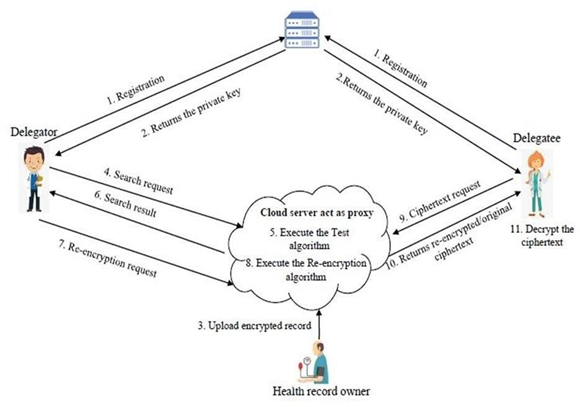 1. Registration
2. Returns the private key
1. Registration
2.Returns the private key
Delegator
Delegatee
4. Search request
6. Search result
7. Re-encryption request
Cloud server act as proxy
5. Execute the Test
algorithm
8. Execute the Re-encryption
algorithm
9. Ciphertext request
10. Returns re-encrypted/original
ciphertext
11. Decrypt the
ciphertext
3. Upload encrypted record
Health record owner